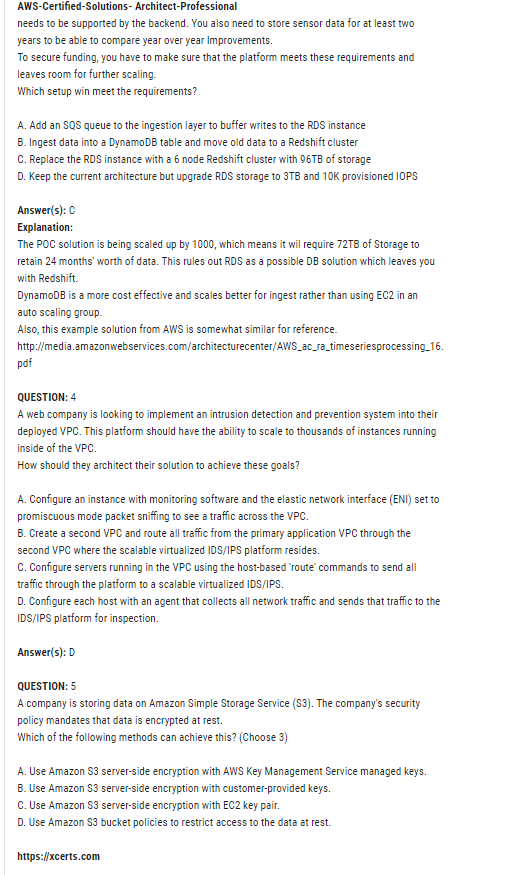 AWS-Certified-Solutions- Architect-Professional
needs to be supported by the backend. You also need to store sensor data for at least two
years to be able to compare year over year Improvements.
To secure funding, you have to make sure that the platform meets these requirements and
leaves room for further scaling.
Which setup win meet the requirements?
A. Add an SQS queue to the ingestion layer to buffer writes to the RDS instance
B. Ingest data into a DynamoDB table and move old data to a Redshift cluster
C. Replace the RDS instance with a 6 node Redshift cluster with 96TB of storage
D. Keep the current architecture but upgrade RDS storage to 3TB and 10K provisioned IOPS
Answer(s): C
Explanation:
The POC solution is being scaled up by 1000, which means it wil require 72TB of Storage to
retain 24 months' worth of data. This rules out RDS as a possible DB solution which leaves you
with Redshift.
DynamoDB is a more cost effective and scales better for ingest rather than using EC2 in an
auto scaling group.
Also, this example solution from AWS is somewhat similar for reference.
http://media.amazonwebservices.com/architecturecenter/AWS_ac_ra_timeseriesprocessing_16.
pdf
QUESTION: 4
A web company is looking to implement an intrusion detection and prevention system into their
deployed VPC. This platform should have the ability to scale to thousands of instances running
inside of the VPC.
How should they architect their solution to achieve these goals?
A. Configure an instance with monitoring software and the elastic network interface (ENI) set to
promiscuous mode packet sniffing to see a traffic across the VPC.
B. Create a second VPC and route all traffic from the primary application VPC through the
second VPC where the scalable virtualized IDS/IPS platform resides.
C. Configure servers running in the VPC using the host-based 'route' commands to send all
traffic through the platform to a scalable virtualized IDS/IPS.
D. Configure each host with an agent that collects all network traffic and sends that traffic to the
IDS/IPS platform for inspection.
Answer(s): D
QUESTION: 5
A company is storing data on Amazon Simple Storage Service (S3). The company's security
policy mandates that data is encrypted at rest.
Which of the following methods can achieve this? (Choose 3)
A. Use Amazon S3 server-side encryption with AWS Key Management Service managed keys.
B. Use Amazon S3 server-side encryption with customer-provided keys.
C. Use Amazon S3 server-side encryption with EC2 key pair.
D. Use Amazon S3 bucket policies to restrict access to the data at rest.
https://xcerts.com